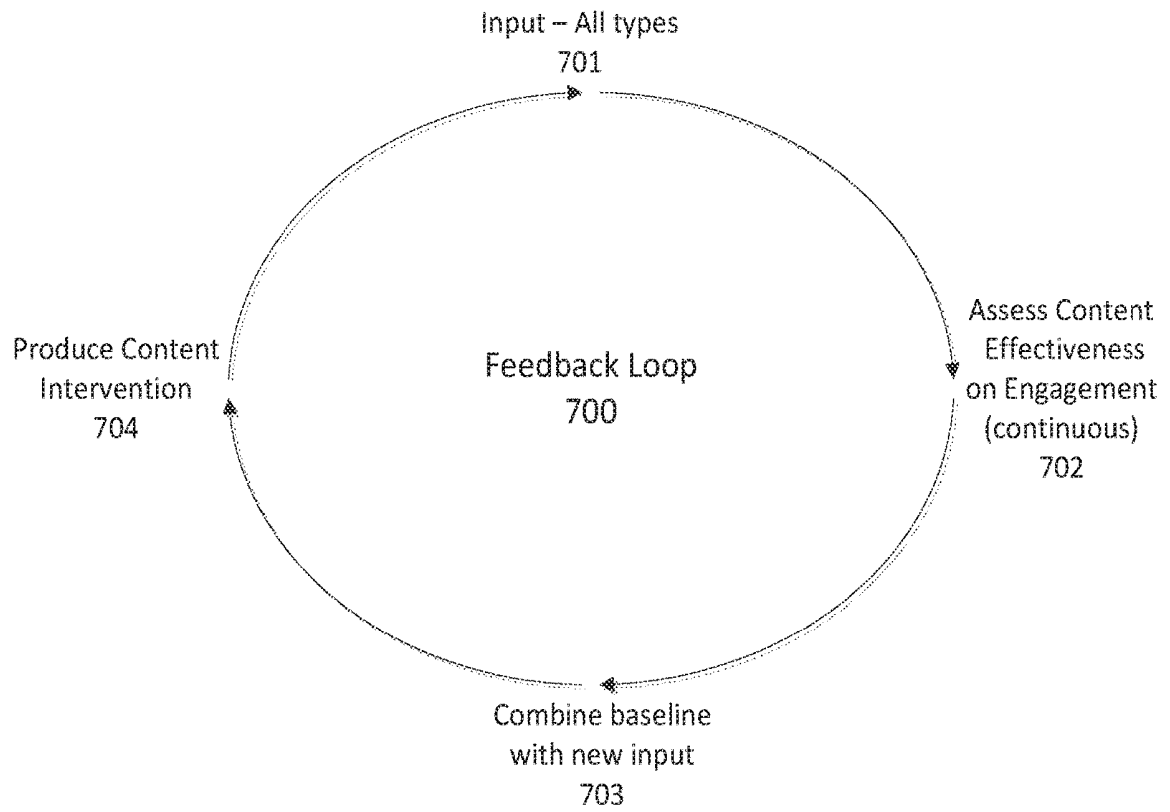 Input – All types
701
Assess Content
Effectiveness
on Engagement
(continuous)
702
Feedback Loop
700
Produce Content
Intervention
704
Combine baseline
with new input
703